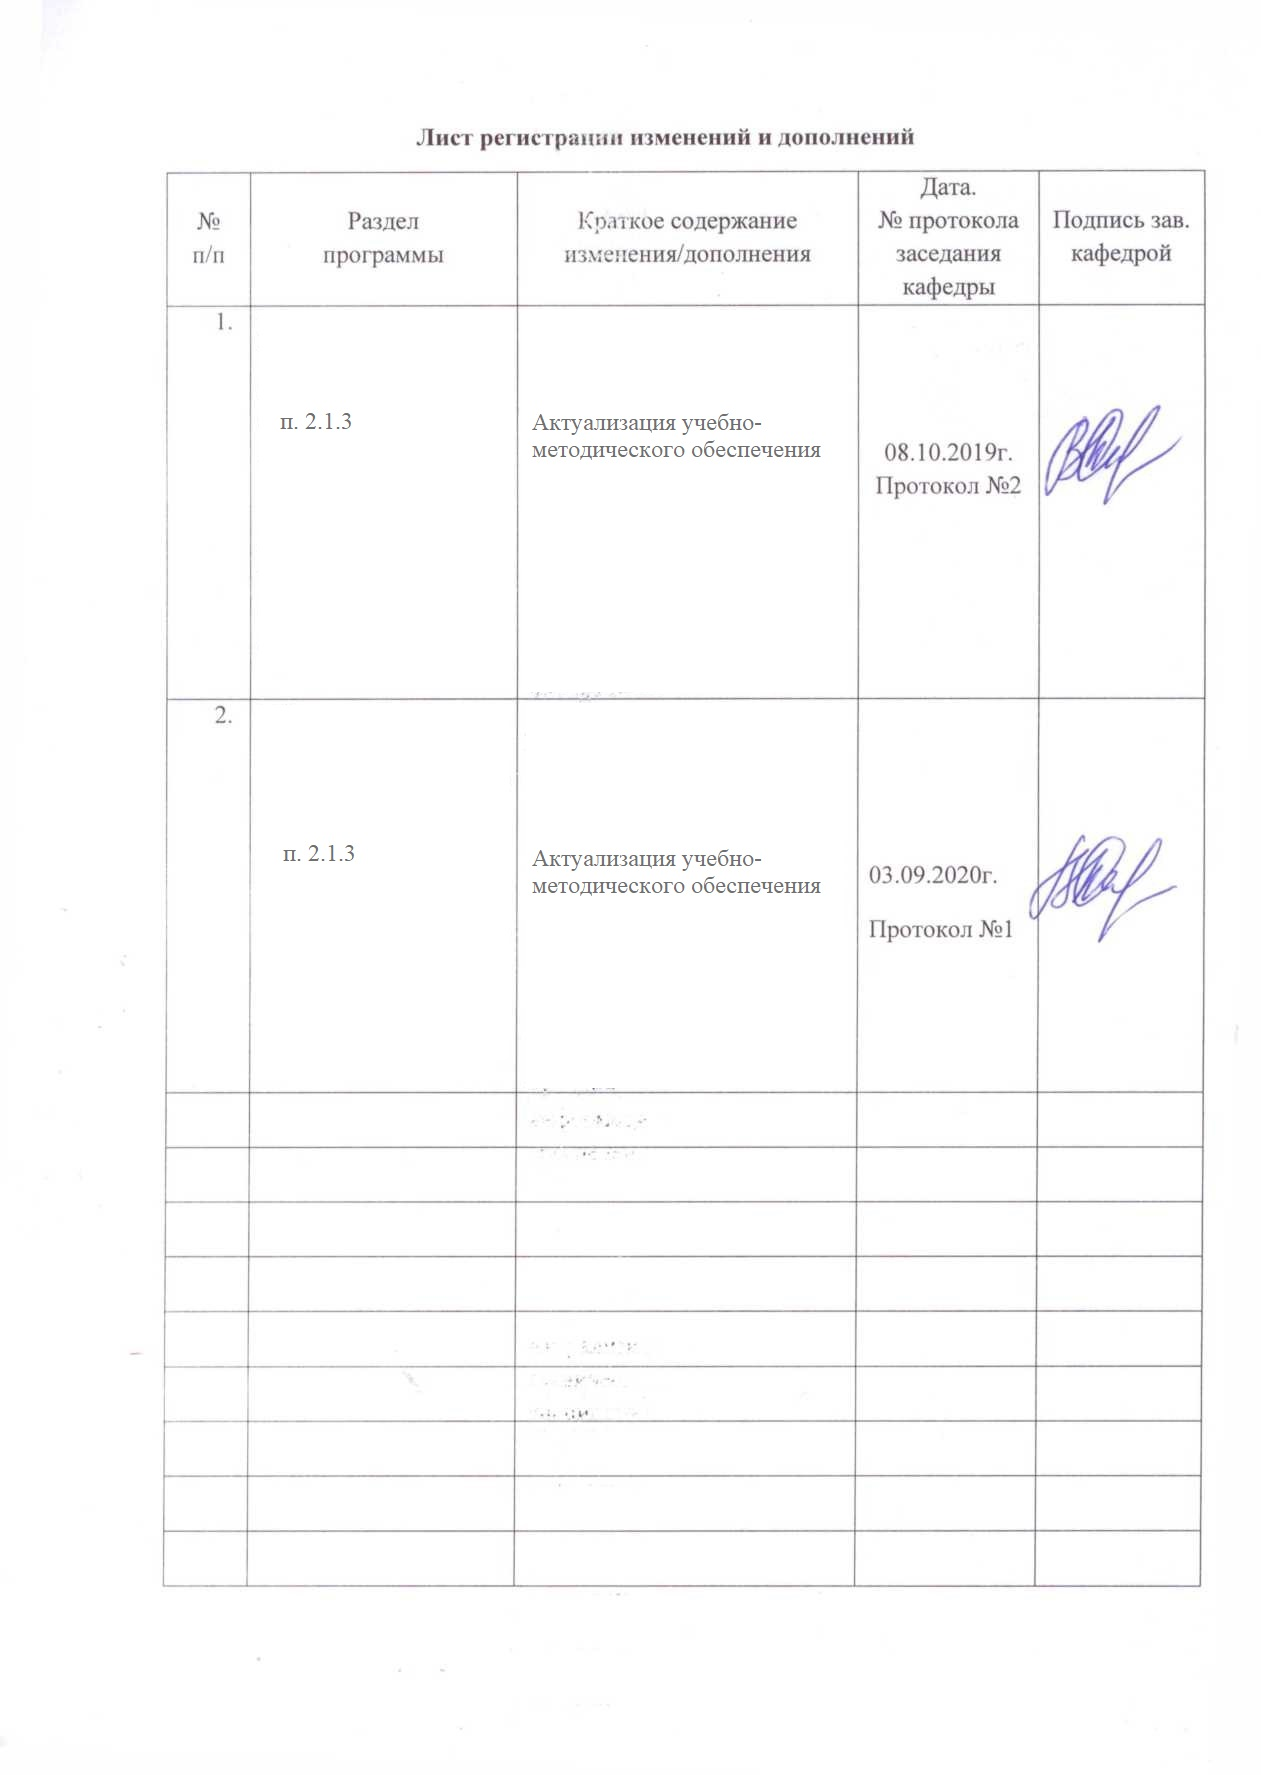 Лист регистрации изменений и дополнений
№
п/п
Раздел
программы
Краткое содержание
изменения/дополнения
Дата.
№ протокола
заседания
кафедры
Подпись зав.
кафедрой
1.
п. 2.1.3
Актуализация учебно-
методического обеспечения
08.10.2019г.
Протокол №2
2.
п. 2.1.3
Актуализация учебно-
методического обеспечения
03.09.2020г.
Протокол №1